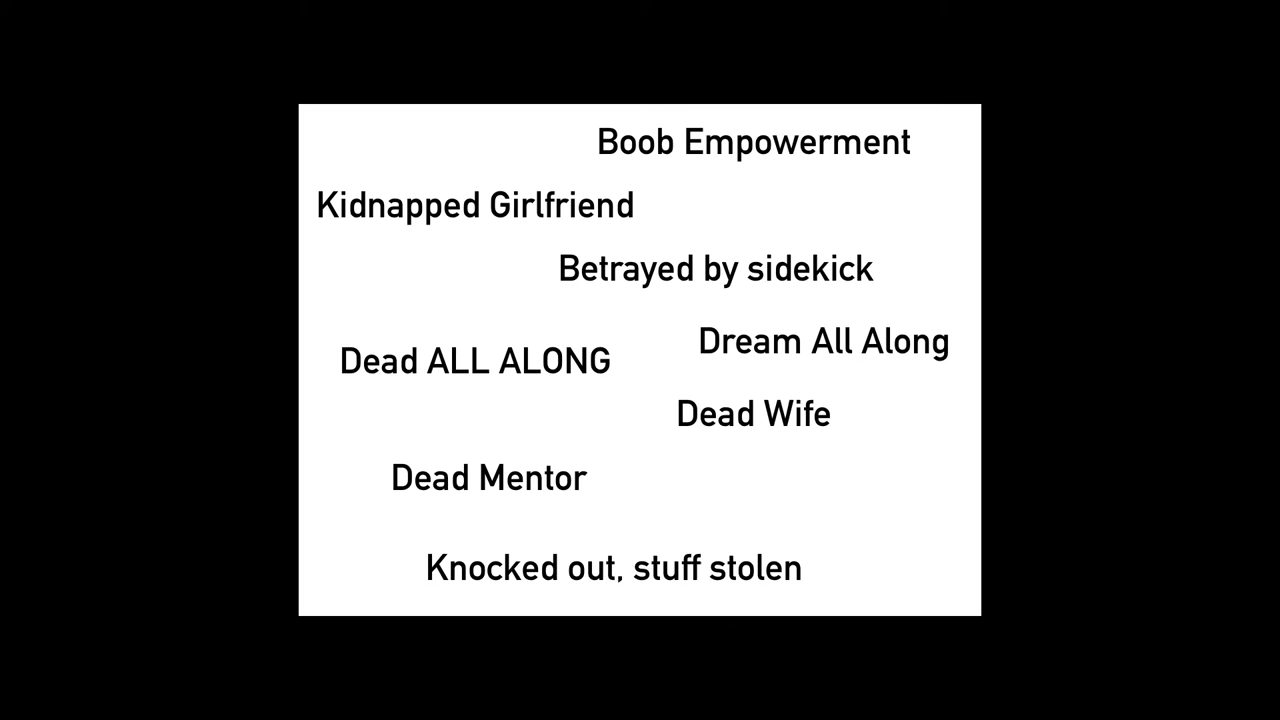 Boob Empowerment
Kidnapped Girlfriend
Betrayed by sidekick
Dream All Along
Dead ALL ALONG
Dead Wife
Dead Mentor
Knocked out, stuff stolen